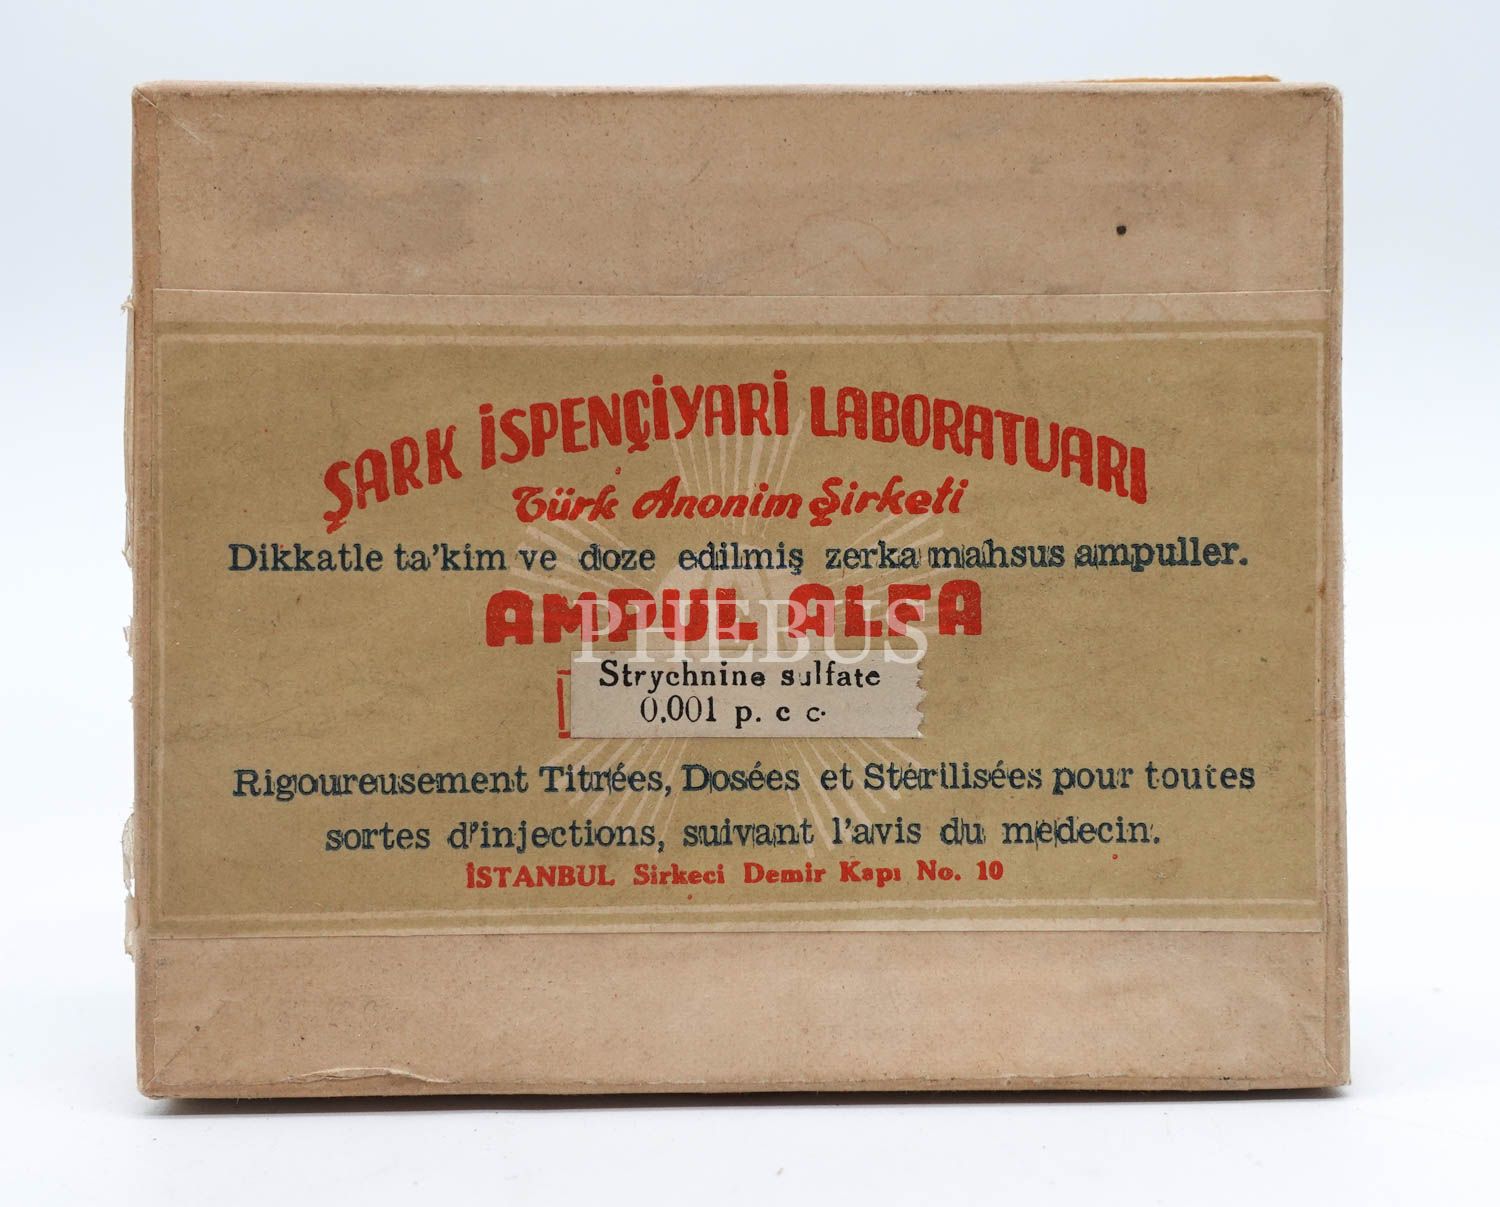 ŞARK İSPENÇİYARİ LABORATUARI
Türk Anonim Şirketi
Dikkatle ta'kim ve doze edilmiş zerka mahsus ampuller.
AMPUL ALFA
PHEBUS
Strychnine sulfate
0,001 p. c c.
Rigoureusement Titrées, Dosées et Stérilisées pour toutes
sortes d'injections, suivant l'avis du médecin.
İSTANBUL Sirkeci Demir Kapı No. 10